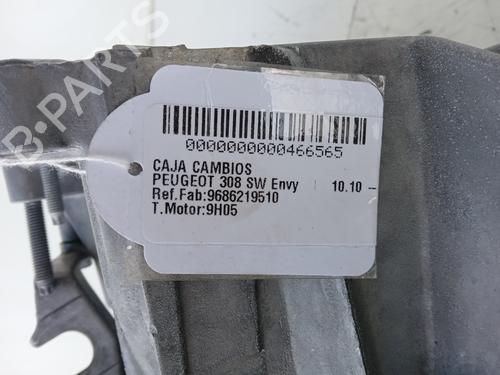 B-PARTS
0000000000466565
CAJA CAMBIOS
PEUGEOT 308 SW Envy | 10.10 --
Ref.Fab:9686219510
T.Motor:9H05